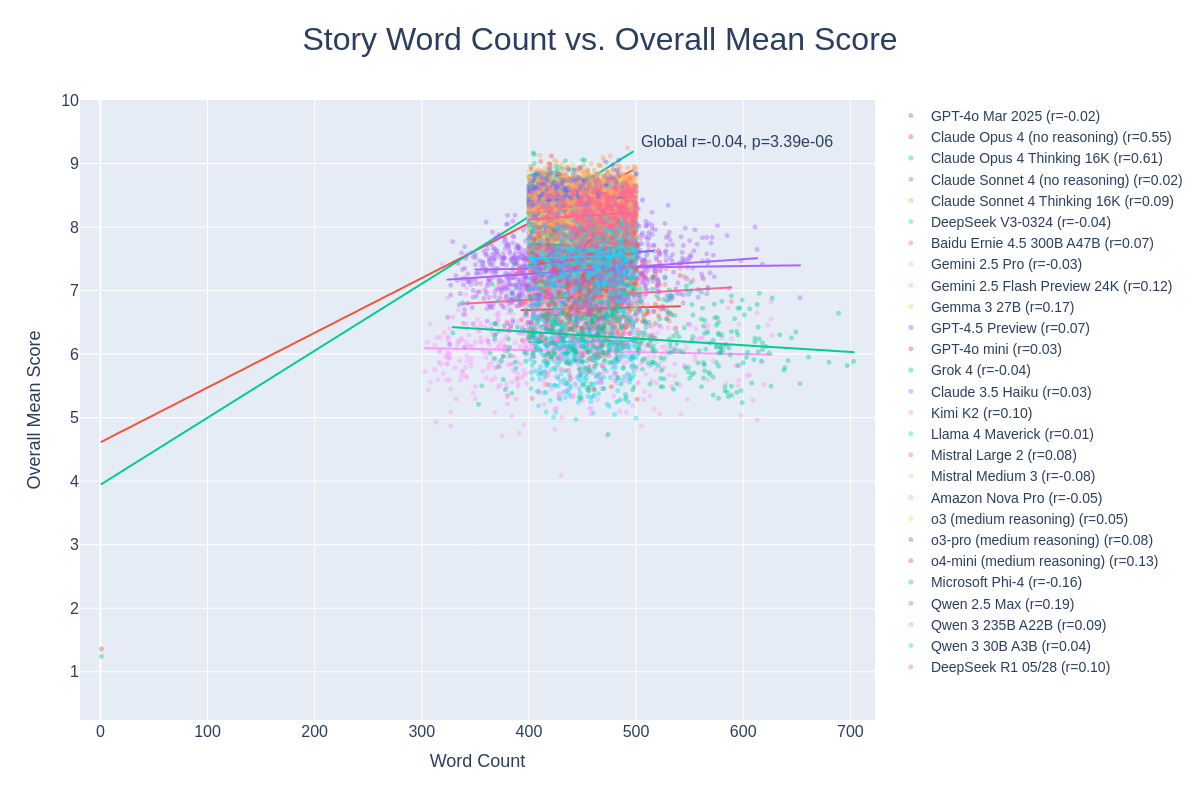 Story Word Count vs. Overall Mean Score
10
9
8
7
6
5
4
3
2
1
Overall Mean Score
0 100 200 300 400 500 600 700
Word Count
Global r=-0.04, p=3.39e-06
GPT-4o Mar 2025 (r=-0.02)
Claude Opus 4 (no reasoning) (r=0.55)
Claude Opus 4 Thinking 16K (r=0.61)
Claude Sonnet 4 (no reasoning) (r=0.02)
Claude Sonnet 4 Thinking 16K (r=0.09)
DeepSeek V3-0324 (r=-0.04)
Baidu Ernie 4.5 300B A47B (r=0.07)
Gemini 2.5 Pro (r=-0.03)
Gemini 2.5 Flash Preview 24K (r=0.12)
Gemma 3 27B (r=0.17)
GPT-4.5 Preview (r=0.07)
GPT-4o mini (r=0.03)
Grok 4 (r=-0.04)
Claude 3.5 Haiku (r=0.03)
Kimi K2 (r=0.10)
Llama 4 Maverick (r=0.01)
Mistral Large 2 (r=0.08)
Mistral Medium 3 (r=-0.08)
Amazon Nova Pro (r=-0.05)
o3 (medium reasoning) (r=0.05)
o3-pro (medium reasoning) (r=0.08)
o4-mini (medium reasoning) (r=0.13)
Microsoft Phi-4 (r=-0.16)
Qwen 2.5 Max (r=0.19)
Qwen 3 235B A22B (r=0.09)
Qwen 3 30B A3B (r=0.04)
DeepSeek R1 05/28 (r=0.10)